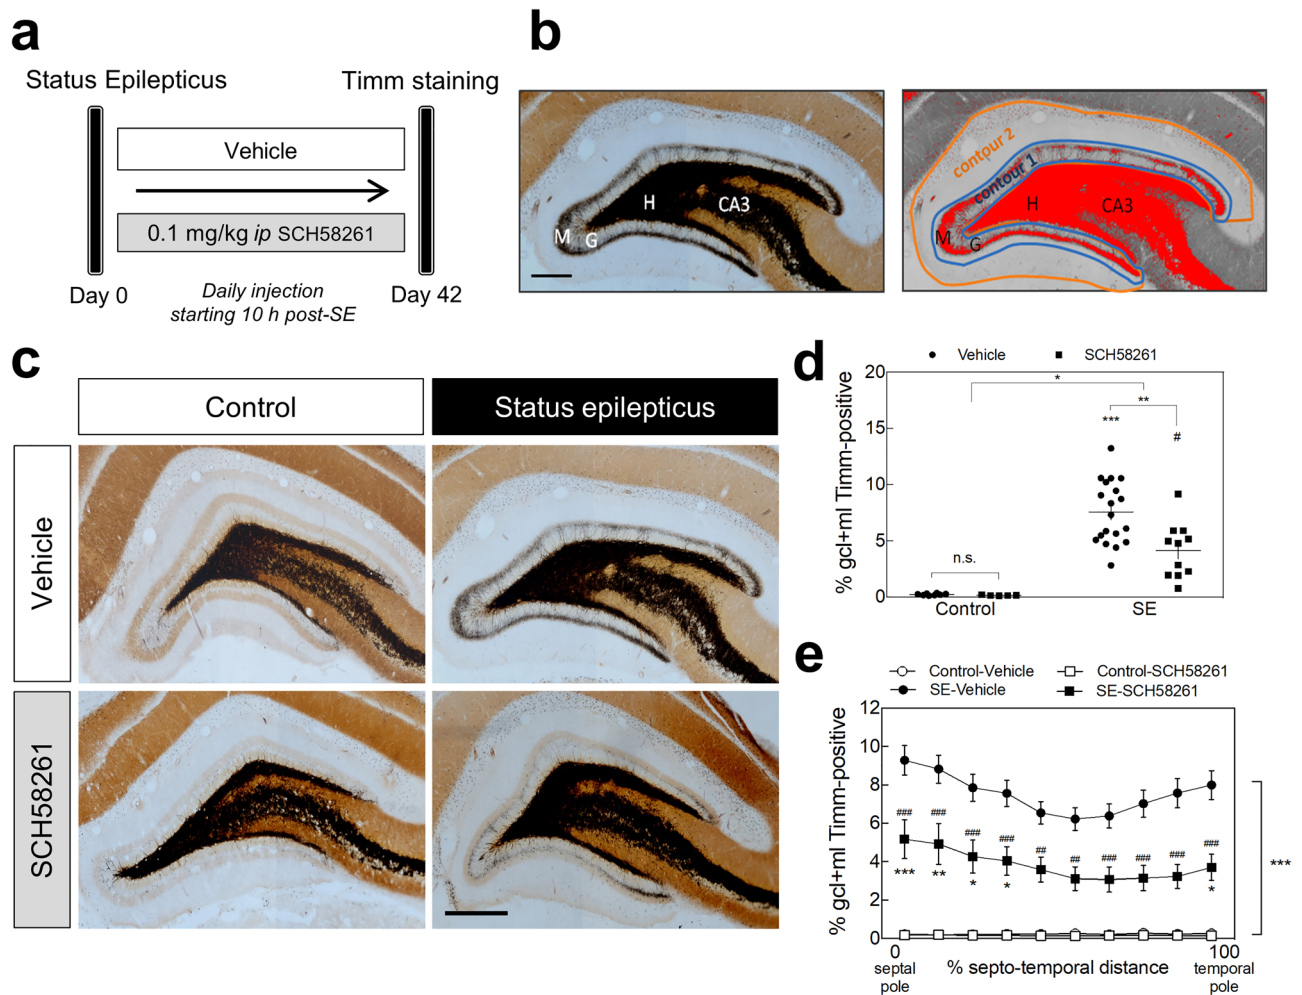 a
Status Epilepticus
Timm staining
Vehicle
0.1 mg/kg ip SCH58261
Day 0
Daily injection
starting 10 h post-SE
Day 42
b
H
CA3
M
G
contour 2
contour 1
H
CA3
M
G
c
Control
Status epilepticus
Vehicle
SCH58261
d
Vehicle
SCH58261
% gcl+ml Timm-positive
20
15
10
5
0
*
**
***
#
n.s.
Control
SE
e
Control-Vehicle
Control-SCH58261
SE-Vehicle
SE-SCH58261
% gcl+ml Timm-positive
12
10
8
6
4
2
0
### ### # ### ## ## ### ### ### ###
*** ** * * *
***
0
100
septal
pole
% septo-temporal distance
temporal
pole